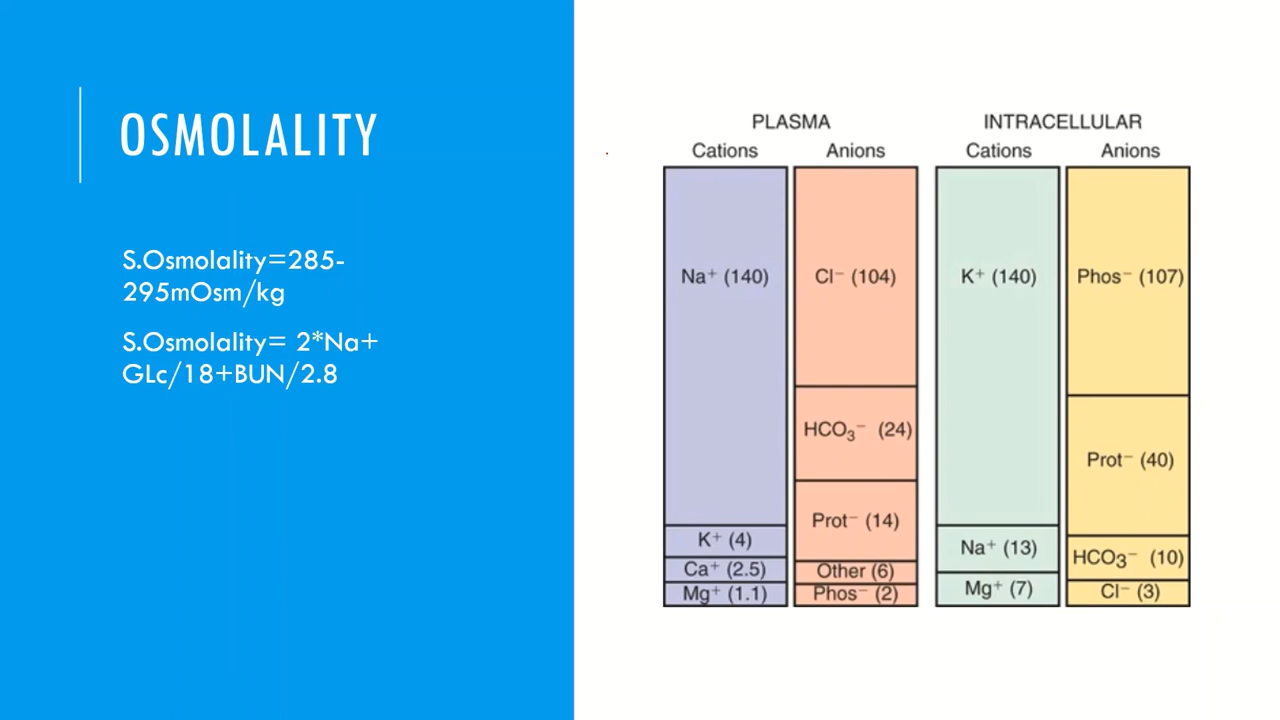 OSMOLALITY
S.Osmolality=285-
295mOsm/kg
S.Osmolality= 2*Na+
GLc/18+BUN/2.8
PLASMA
Cations
Anions
Na⁺ (140)
K⁺ (4)
Ca⁺ (2.5)
Mg⁺ (1.1)
Cl⁻ (104)
HCO₃⁻ (24)
Prot⁻ (14)
Other (6)
Phos⁻ (2)
INTRACELLULAR
Cations
Anions
K⁺ (140)
Na⁺ (13)
Mg⁺ (7)
Phos⁻ (107)
Prot⁻ (40)
HCO₃⁻ (10)
Cl⁻ (3)